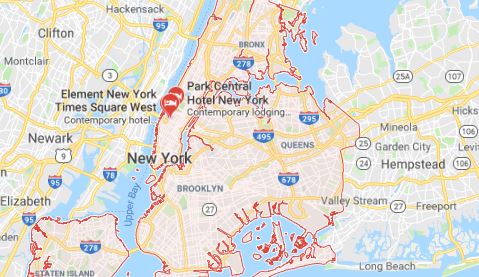 Hackensack
95
Clifton
BRONX
Montclair
278
Park Central
Hotel New York
Contemporary lodging...
Element New York
Times Square West
Contemporary hotel
25A
107
295
Mineola
Newark
495
QUEENS
Garden City
Hempstead
9
New York
678
95
78
BROOKLYN
Elizabeth
Upper Bay
27
Valley Stream
Freeport
95
278
Long Beach
STATEN ISLAND